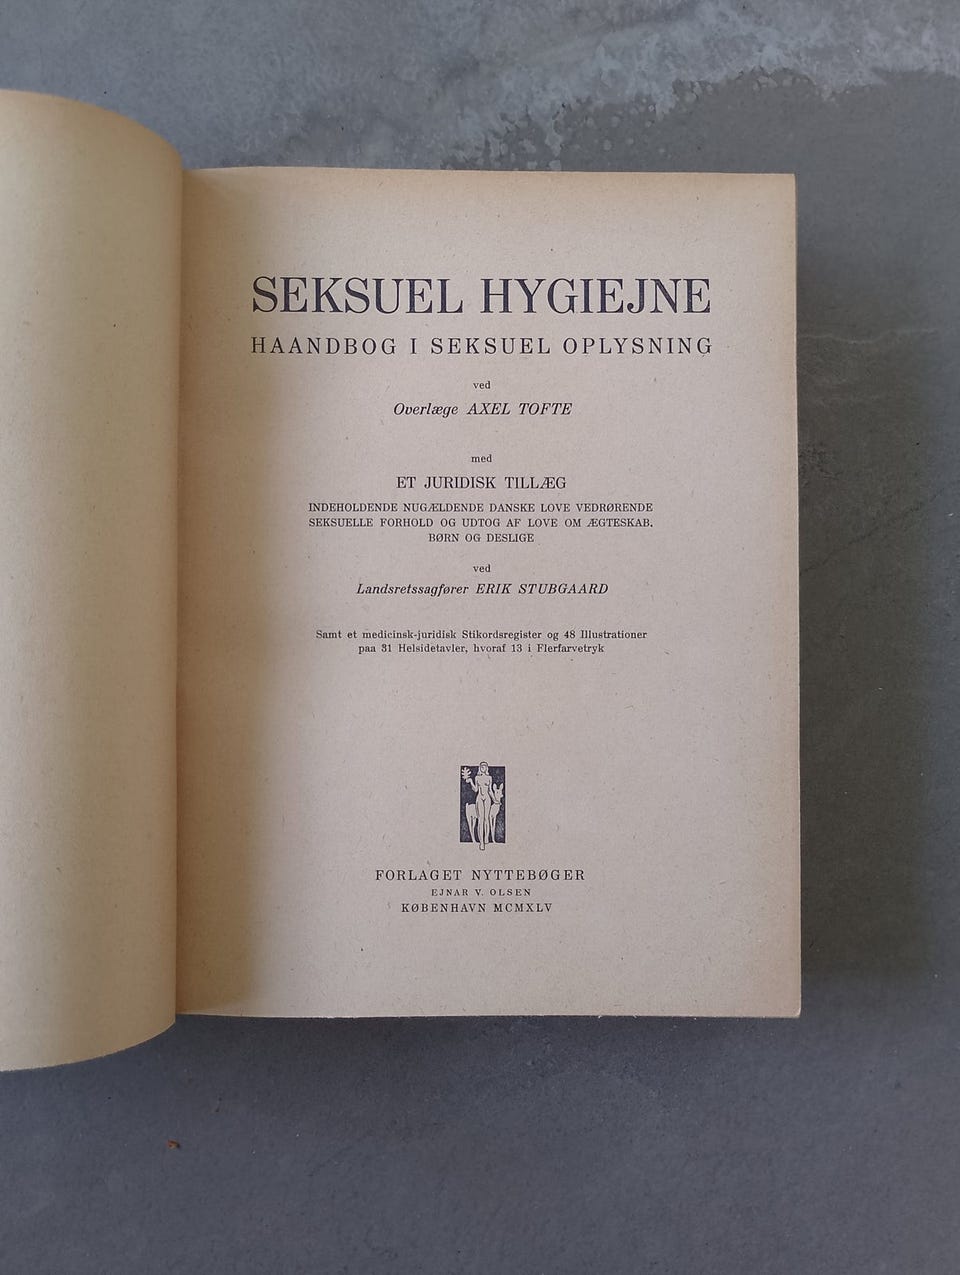 SEKSUEL HYGIEJNE
HAANDBOG I SEKSUEL OPLYSNING
ved
Overlæge AXEL TOFTE
med
ET JURIDISK TILLÆG
INDEHOLDENDE NUGÆLDENDE DANSKE LOVE VEDRØRENDE
SEKSUELLE FORHOLD OG UDTOG AF LOVE OM ÆGTESKAB.
BØRN OG DESLIGE
ved
Landsretssagfører ERIK STUBGAARD
Samt et medicinsk-juridisk Stikordsregister og 48 Illustrationer
paa 31 Helsidetavler, hvoraf 13 i Flerfarvetryk
FORLAGET NYTTEBØGER
EJNAR V. OLSEN
KØBENHAVN MCMXLV